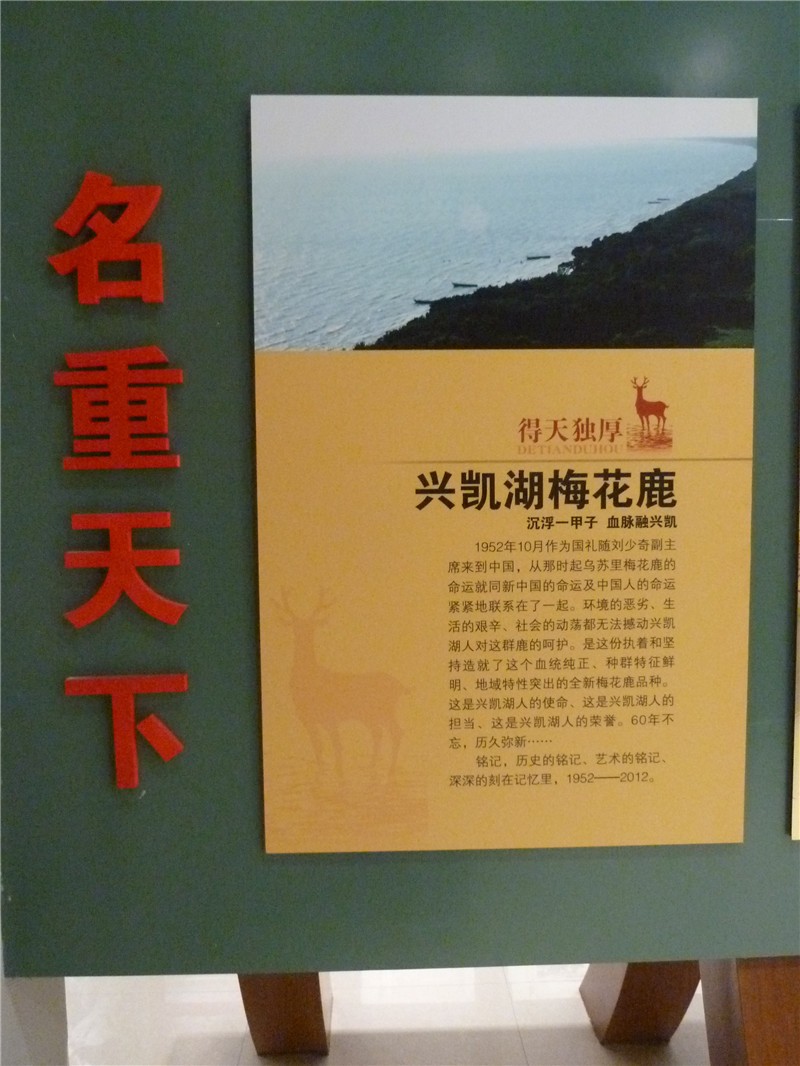 名重天下
得天独厚
DETIANDUHOU
兴凯湖梅花鹿
沉浮一甲子 血脉融兴凯
1952年10月作为国礼随刘少奇副主
席来到中国，从那时起乌苏里梅花鹿的
命运就同新中国的命运及中国人的命运
紧紧地联系在了一起。环境的恶劣、生
活的艰辛、社会的动荡都无法撼动兴凯
湖人对这群鹿的呵护。是这份执着和坚
持造就了这个血统纯正、种群特征鲜
明、地域特性突出的全新梅花鹿品种。
这是兴凯湖人的使命、这是兴凯湖人的
担当、这是兴凯湖人的荣誉。60年不
忘，历久弥新……
铭记，历史的铭记、艺术的铭记、
深深的刻在记忆里，1952——2012。